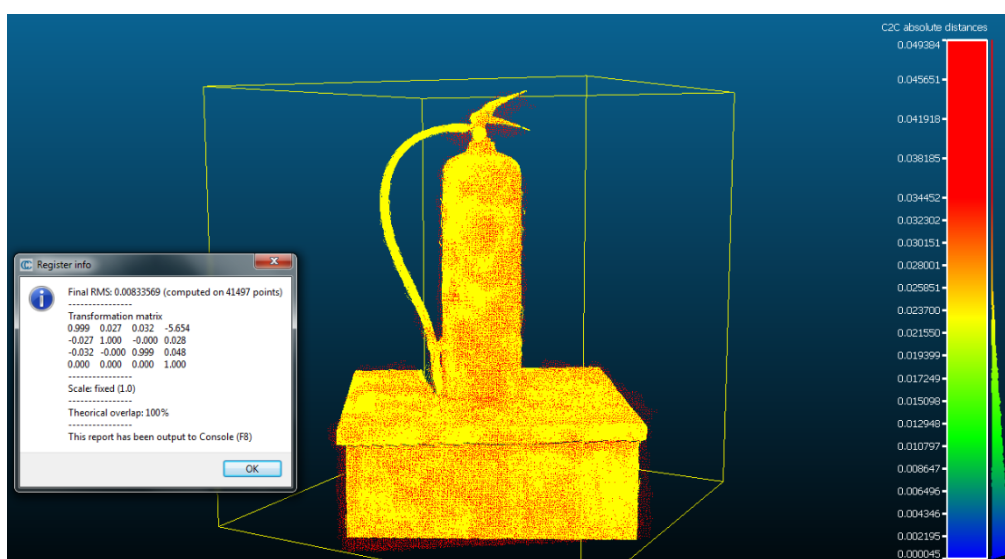 C2C absolute distances
0.049384
0.045651
0.041918
0.038185
0.034452
0.032302
0.030151
0.028001
0.025851
0.023700
0.021550
0.019399
0.017249
0.015098
0.012948
0.010797
0.008647
0.006496
0.004346
0.002195
0.000045
Register info
Final RMS: 0.00833569 (computed on 41497 points)
----------------
Transformation matrix
0.999 0.027 0.032 -5.654
-0.027 1.000 -0.000 0.028
-0.032 -0.000 0.999 0.048
0.000 0.000 0.000 1.000
----------------
Scale: fixed (1.0)
----------------
Theorical overlap: 100%
----------------
This report has been output to Console (F8)
OK